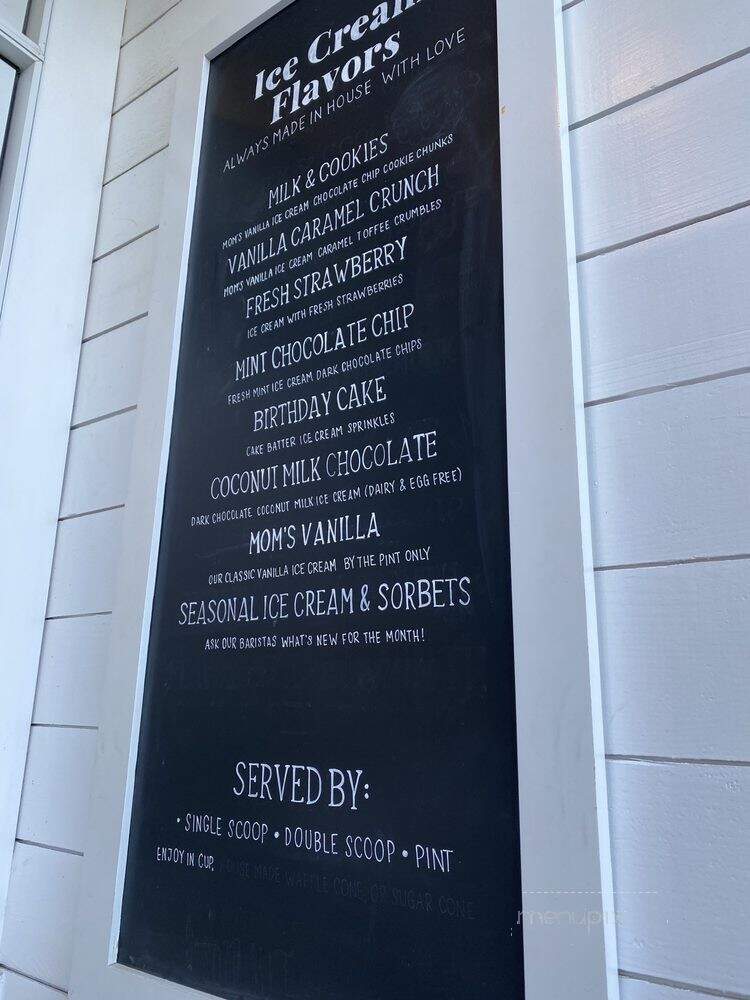 Ice Cream
Flavors
ALWAYS MADE IN HOUSE WITH LOVE
MILK & COOKIES
MOM'S VANILLA ICE CREAM CHOCOLATE CHIP COOKIE CHUNKS
VANILLA CARAMEL CRUNCH
MOM'S VANILLA ICE CREAM CARAMEL TOFFEE CRUMBLES
FRESH STRAWBERRY
ICE CREAM WITH FRESH STRAWBERRIES
MINT CHOCOLATE CHIP
FRESH MINT ICE CREAM DARK CHOCOLATE CHIPS
BIRTHDAY CAKE
CAKE BATTER ICE CREAM SPRINKLES
COCONUT MILK CHOCOLATE
DARK CHOCOLATE COCONUT MILK ICE CREAM (DAIRY & EGG FREE)
MOM'S VANILLA
OUR CLASSIC VANILLA ICE CREAM BY THE PINT ONLY
SEASONAL ICE CREAM & SORBETS
ASK OUR BARISTAS WHAT'S NEW FOR THE MONTH!
SERVED BY:
• SINGLE SCOOP • DOUBLE SCOOP • PINT
ENJOY IN CUP, HOUSE MADE WAFFLE CONE, OR SUGAR CONE